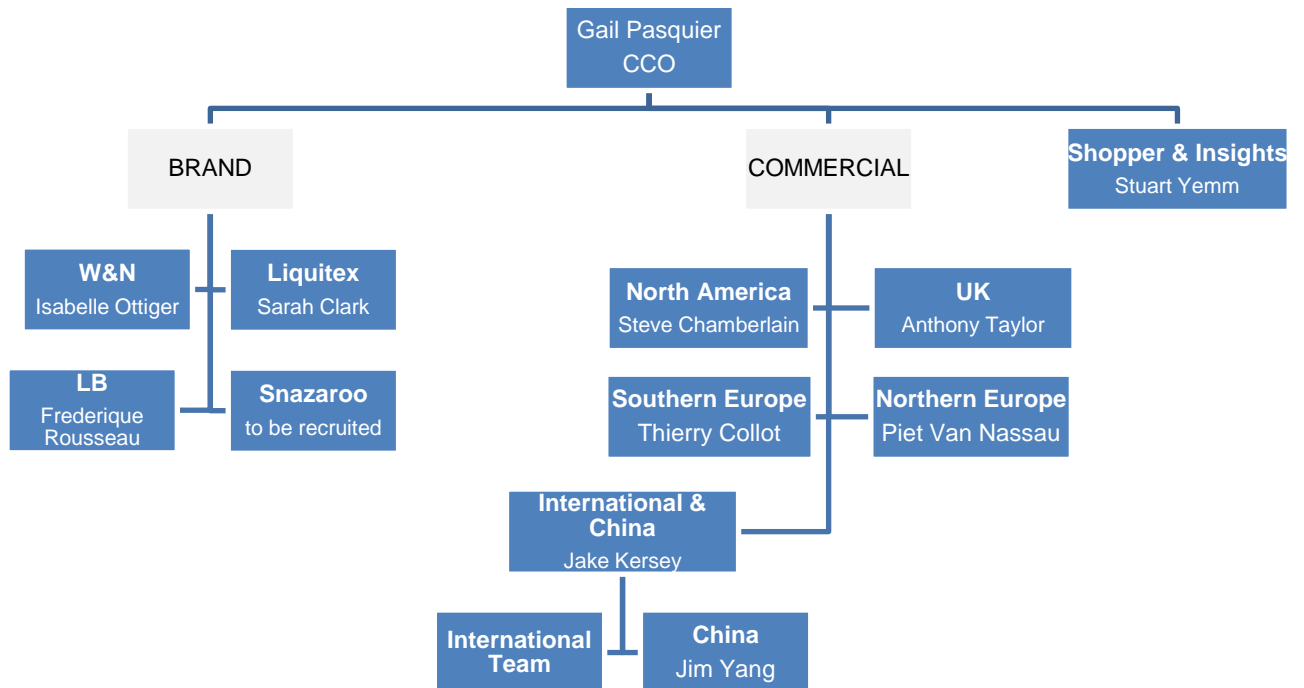 Gail Pasquier
CCO
BRAND
COMMERCIAL
Shopper & Insights
Stuart Yemm
W&N
Isabelle Ottiger
Liquitex
Sarah Clark
LB
Frederique
Rousseau
Snazaroo
to be recruited
North America
Steve Chamberlain
UK
Anthony Taylor
Southern Europe
Thierry Collot
Northern Europe
Piet Van Nassau
International &
China
Jake Kersey
International
Team
China
Jim Yang